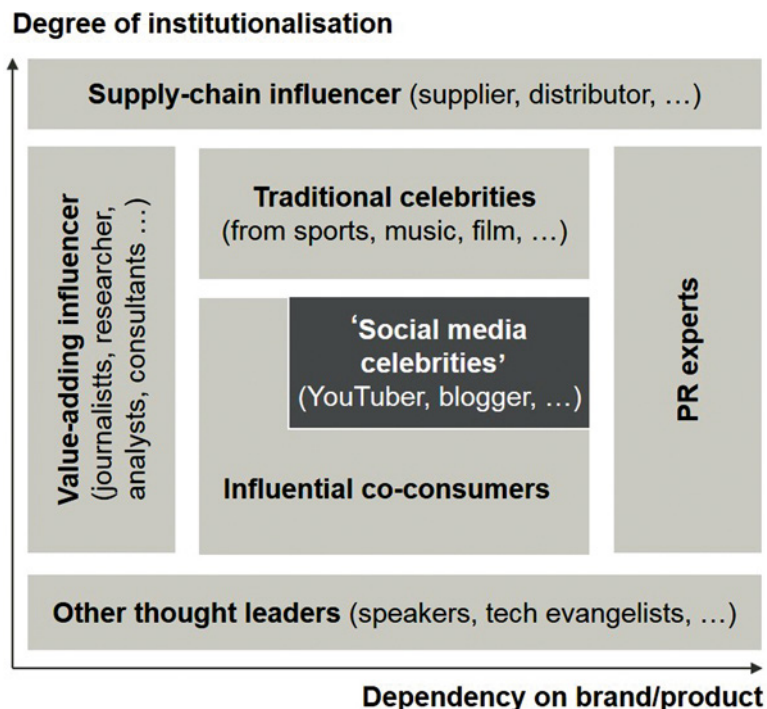 Degree of institutionalisation
Supply-chain influencer (supplier, distributor, …)
Value-adding influencer
(journalistts, researcher,
analysts, consultants …)
Traditional celebrities
(from sports, music, film, …)
‘Social media
celebrities’
(YouTuber, blogger, …)
Influential co-consumers
PR experts
Other thought leaders (speakers, tech evangelists, …)
Dependency on brand/product